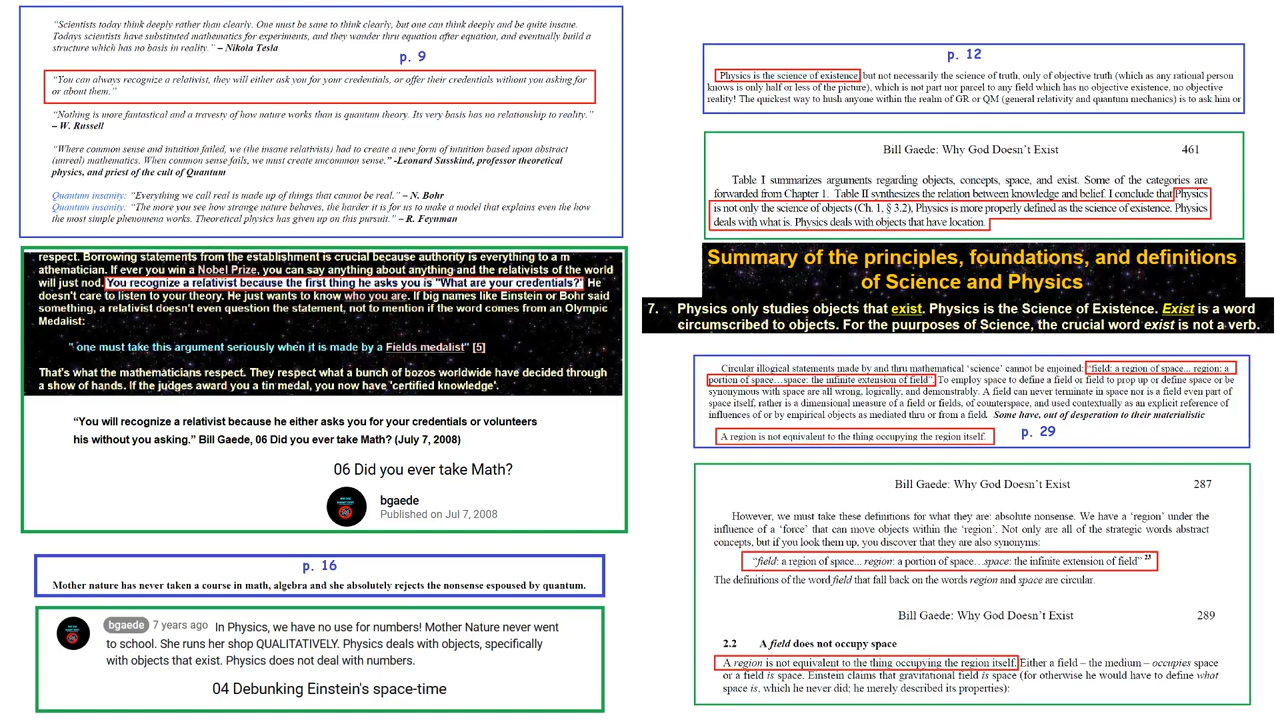 “Scientists today think deeply rather than clearly. One must be sane to think clearly, but one can think deeply and be quite insane.
Todays scientists have substituted mathematics for experiments, and they wander thru equation after equation, and eventually build a
structure which has no basis in reality.” – Nikola Tesla
p. 9
“You can always recognize a relativist, they will either ask you for your credentials, or offer their credentials without you asking for
or about them.”
“Nothing is more fantastical and a travesty of how nature works than is quantum theory. Its very basis has no relationship to reality.”
– W. Russell
“Where common sense and intuition failed, we (the insane relativists) had to create a new form of intuition based upon abstract
(unreal) mathematics. When common sense fails, we must create uncommon sense.” -Leonard Susskind, professor theoretical
physics, and priest of the cult of Quantum
Quantum insanity: “Everything we call real is made up of things that cannot be real.” – N. Bohr
Quantum insanity: “The more you see how strange nature behaves, the harder it is for us to make a model that explains even the how
the most simple phenomena works. Theoretical physics has given up on this pursuit.” – R. Feynman
respect. Borrowing statements from the establishment is crucial because authority is everything to a m
athematician. If ever you win a Nobel Prize, you can say anything about anything and the relativists of the world
will just nod. You recognize a relativist because the first thing he asks you is "What are your credentials?" He
doesn't care to listen to your theory. He just wants to know who you are. If big names like Einstein or Bohr said
something, a relativist doesn't even question the statement, not to mention if the word comes from an Olympic
Medalist:
" one must take this argument seriously when it is made by a Fields medalist" [5]
That's what the mathematicians respect. They respect what a bunch of bozos worldwide have decided through
a show of hands. If the judges award you a tin medal, you now have 'certified knowledge'.
“You will recognize a relativist because he either asks you for your credentials or volunteers
his without you asking.” Bill Gaede, 06 Did you ever take Math? (July 7, 2008)
06 Did you ever take Math?
bgaede
Published on Jul 7, 2008
p. 16
Mother nature has never taken a course in math, algebra and she absolutely rejects the nonsense espoused by quantum.
bgaede 7 years ago In Physics, we have no use for numbers! Mother Nature never went
to school. She runs her shop QUALITATIVELY. Physics deals with objects, specifically
with objects that exist. Physics does not deal with numbers.
04 Debunking Einstein's space-time
p. 12
Physics is the science of existence, but not necessarily the science of truth, only of objective truth (which as any rational person
knows is only half or less of the picture), which is not part nor parcel to any field which has no objective existence, no objective
reality! The quickest way to hush anyone within the realm of GR or QM (general relativity and quantum mechanics) is to ask him or
Bill Gaede: Why God Doesn’t Exist 461
Table I summarizes arguments regarding objects, concepts, space, and exist. Some of the categories are
forwarded from Chapter 1. Table II synthesizes the relation between knowledge and belief. I conclude that Physics
is not only the science of objects (Ch. 1, § 3.2), Physics is more properly defined as the science of existence. Physics
deals with what is. Physics deals with objects that have location.
Summary of the principles, foundations, and definitions
of Science and Physics
7. Physics only studies objects that exist. Physics is the Science of Existence. Exist is a word
circumscribed to objects. For the puurposes of Science, the crucial word exist is not a verb.
Circular illogical statements made by and thru mathematical ‘science’ cannot be enjoined: “field: a region of space... region: a
portion of space…space: the infinite extension of field”. To employ space to define a field or field to prop up or define space or be
synonymous with space are all wrong, logically, and demonstrably. A field can never terminate in space nor is a field even part of
space itself, rather is a dimensional measure of a field or fields, of counterspace, and used contextually as an explicit reference of
influences of or by empirical objects as mediated thru or from a field. Some have, out of desperation to their materialistic
A region is not equivalent to the thing occupying the region itself.
p. 29
Bill Gaede: Why God Doesn’t Exist 287
However, we must take these definitions for what they are: absolute nonsense. We have a ‘region’ under the
influence of a ‘force’ that can move objects within the ‘region’. Not only are all of the strategic words abstract
concepts, but if you look them up, you discover that they are also synonyms:
“field: a region of space... region: a portion of space…space: the infinite extension of field” 23
The definitions of the word field that fall back on the words region and space are circular.
Bill Gaede: Why God Doesn’t Exist 289
2.2 A field does not occupy space
A region is not equivalent to the thing occupying the region itself. Either a field – the medium – occupies space
or a field is space. Einstein claims that gravitational field is space (for otherwise he would have to define what
space is, which he never did; he merely described its properties):